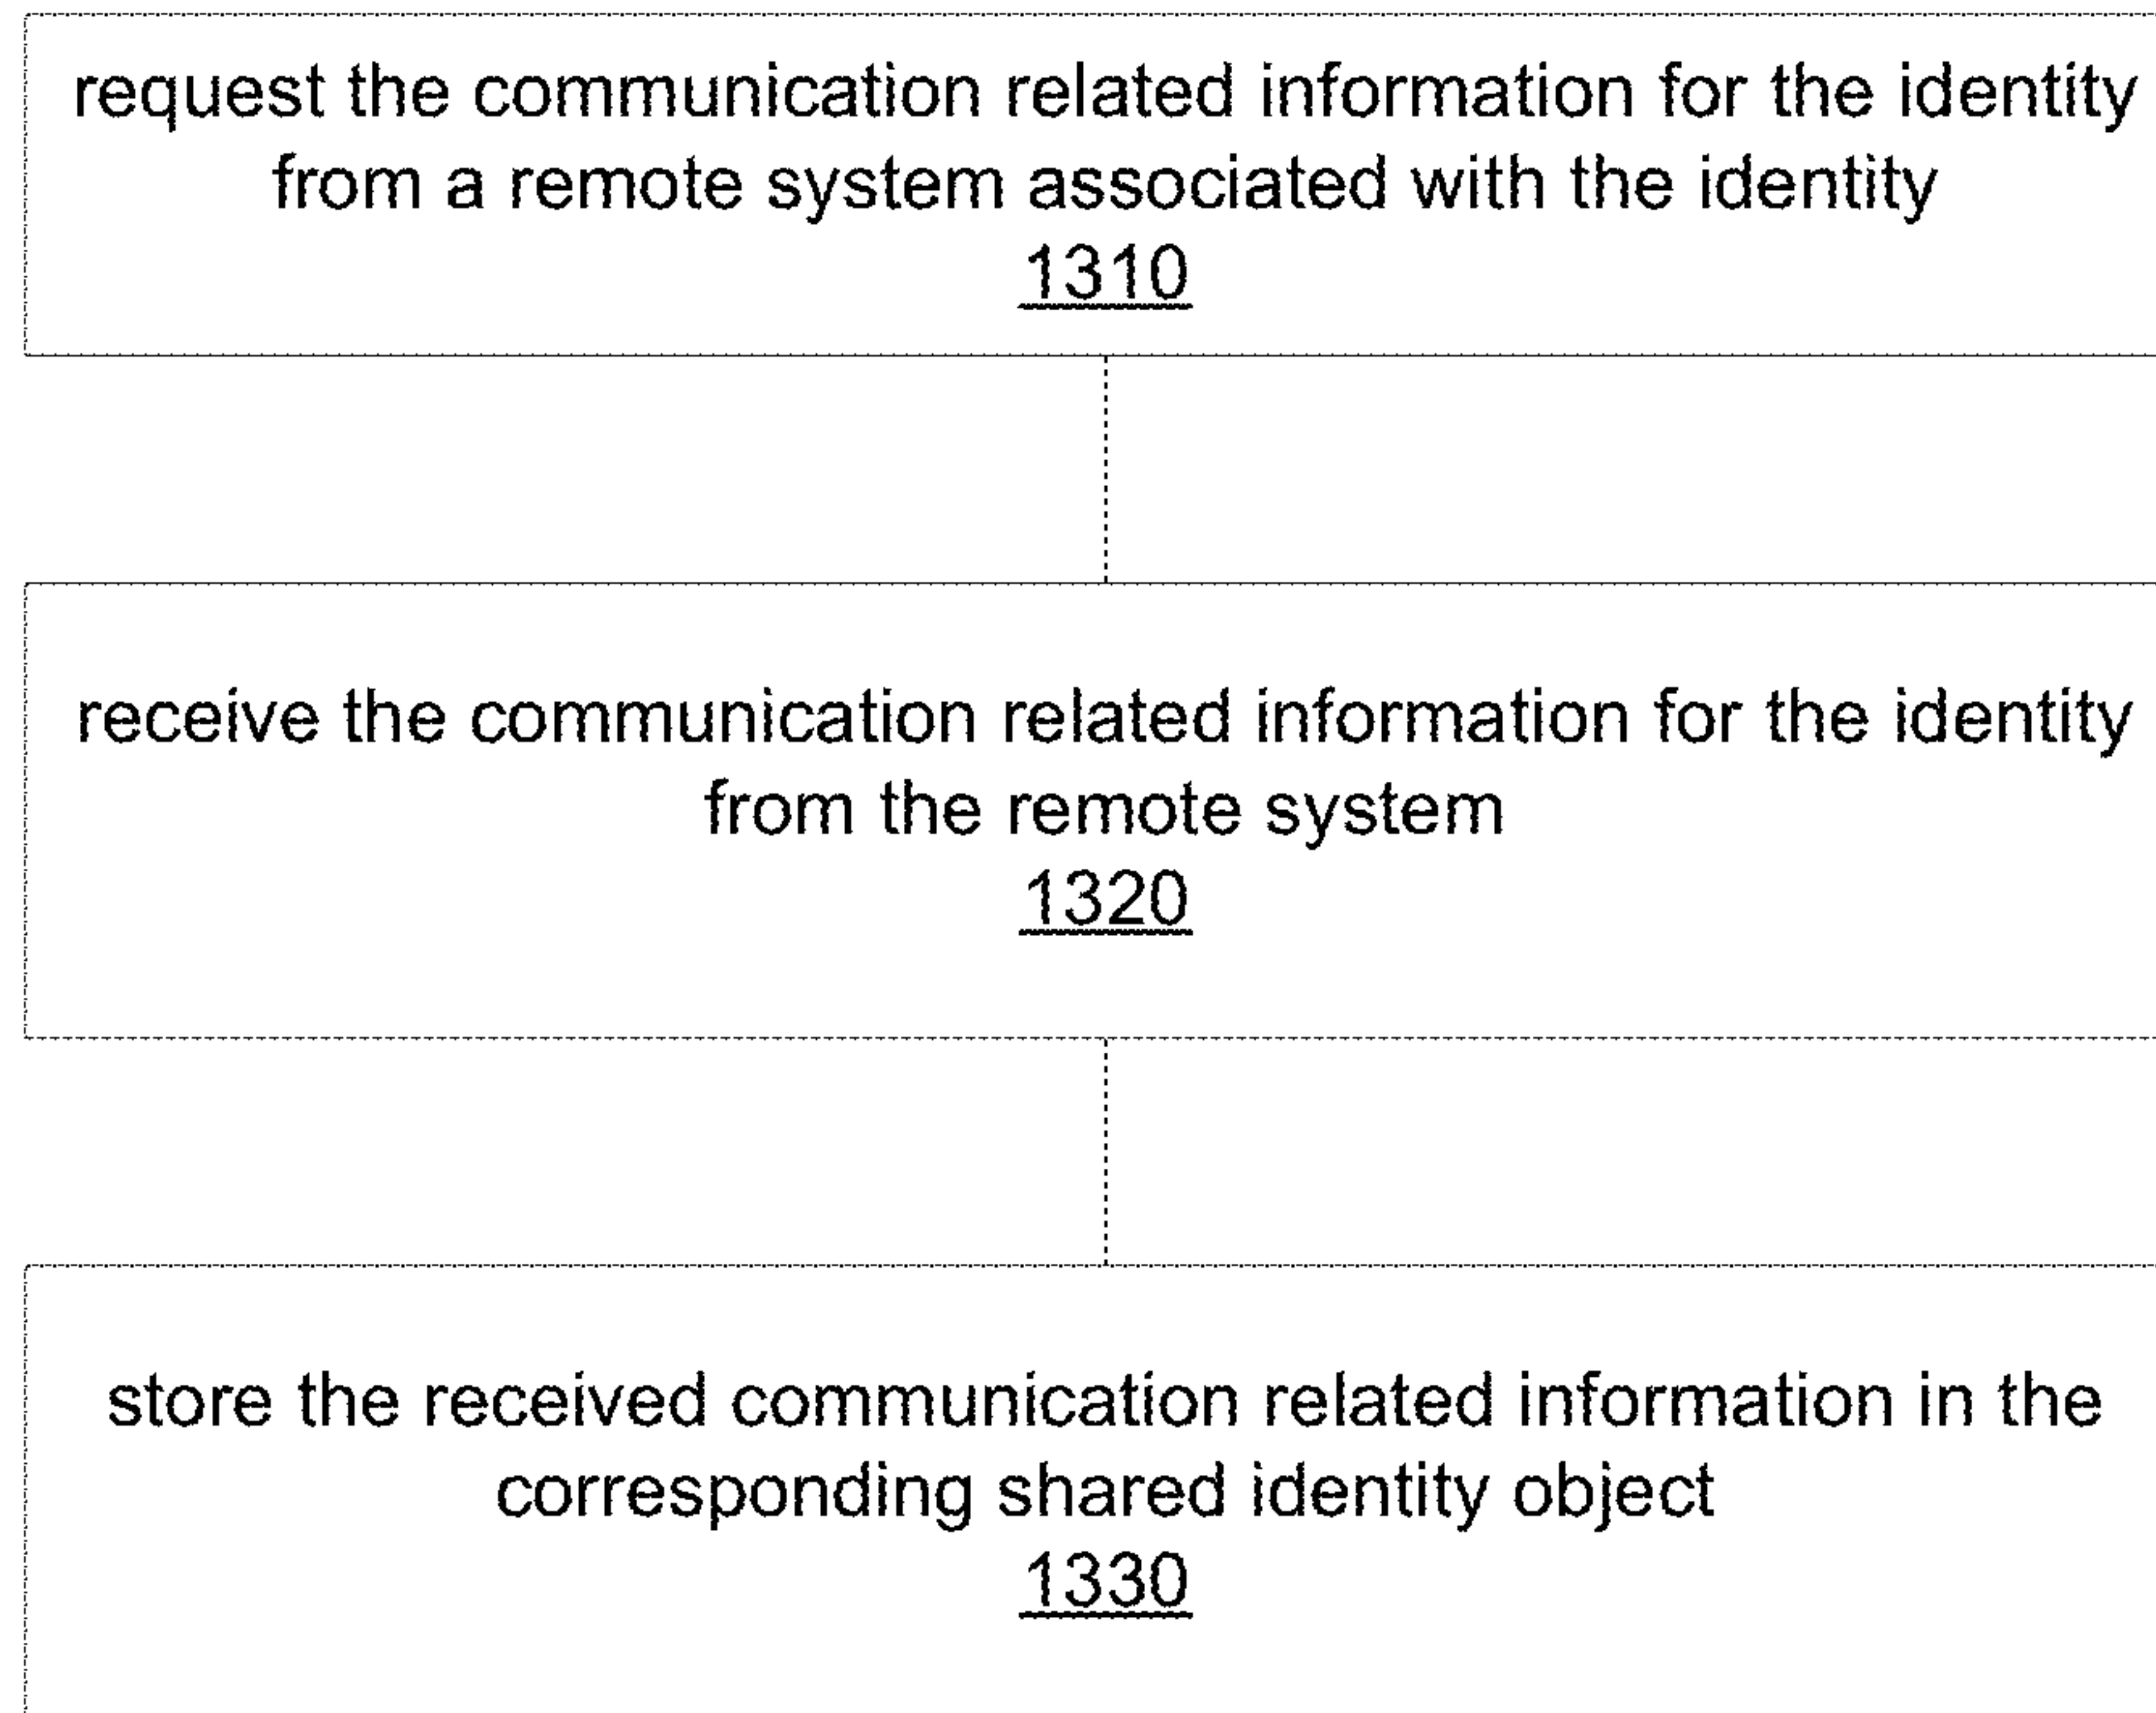 request the communication related information for the identity
from a remote system associated with the identity
1310
receive the communication related information for the identity
from the remote system
1320
store the received communication related information in the
corresponding shared identity object
1330